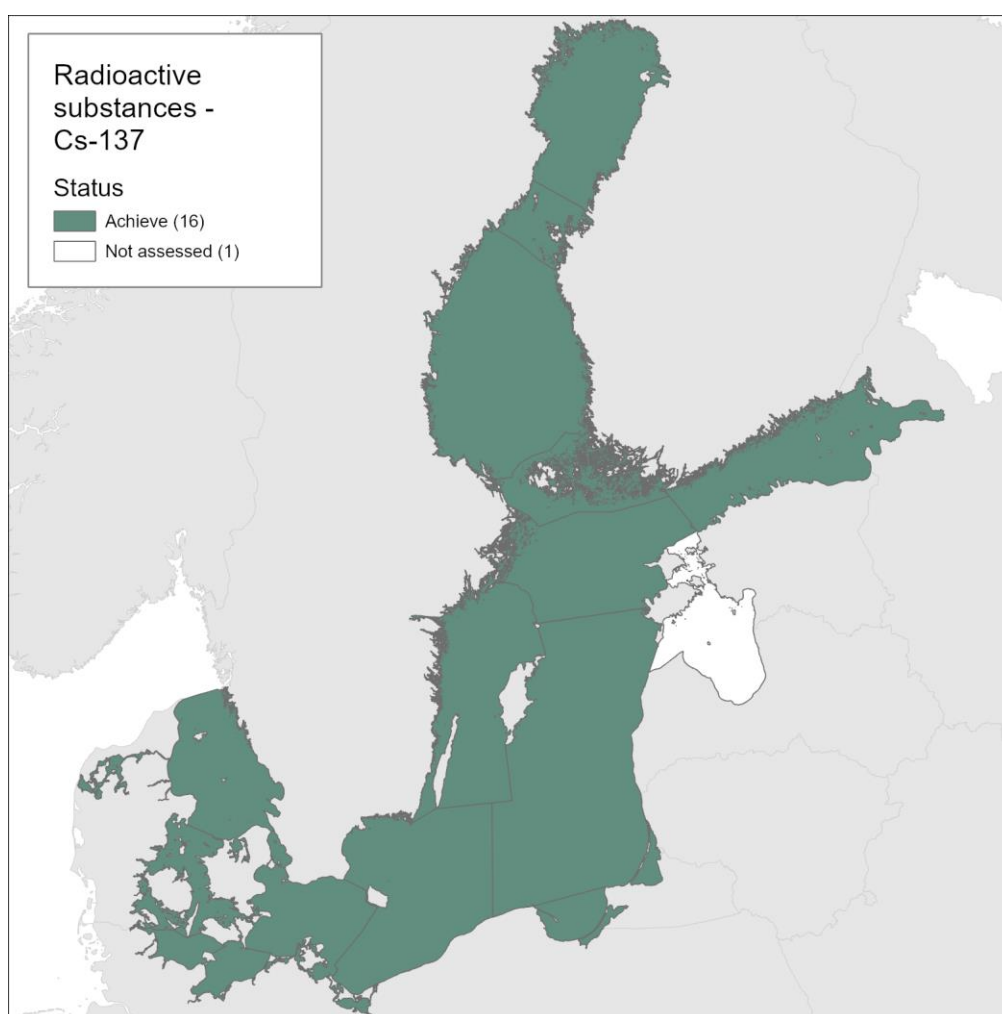 Radioactive
substances -
Cs-137
Status
Achieve (16)
Not assessed (1)